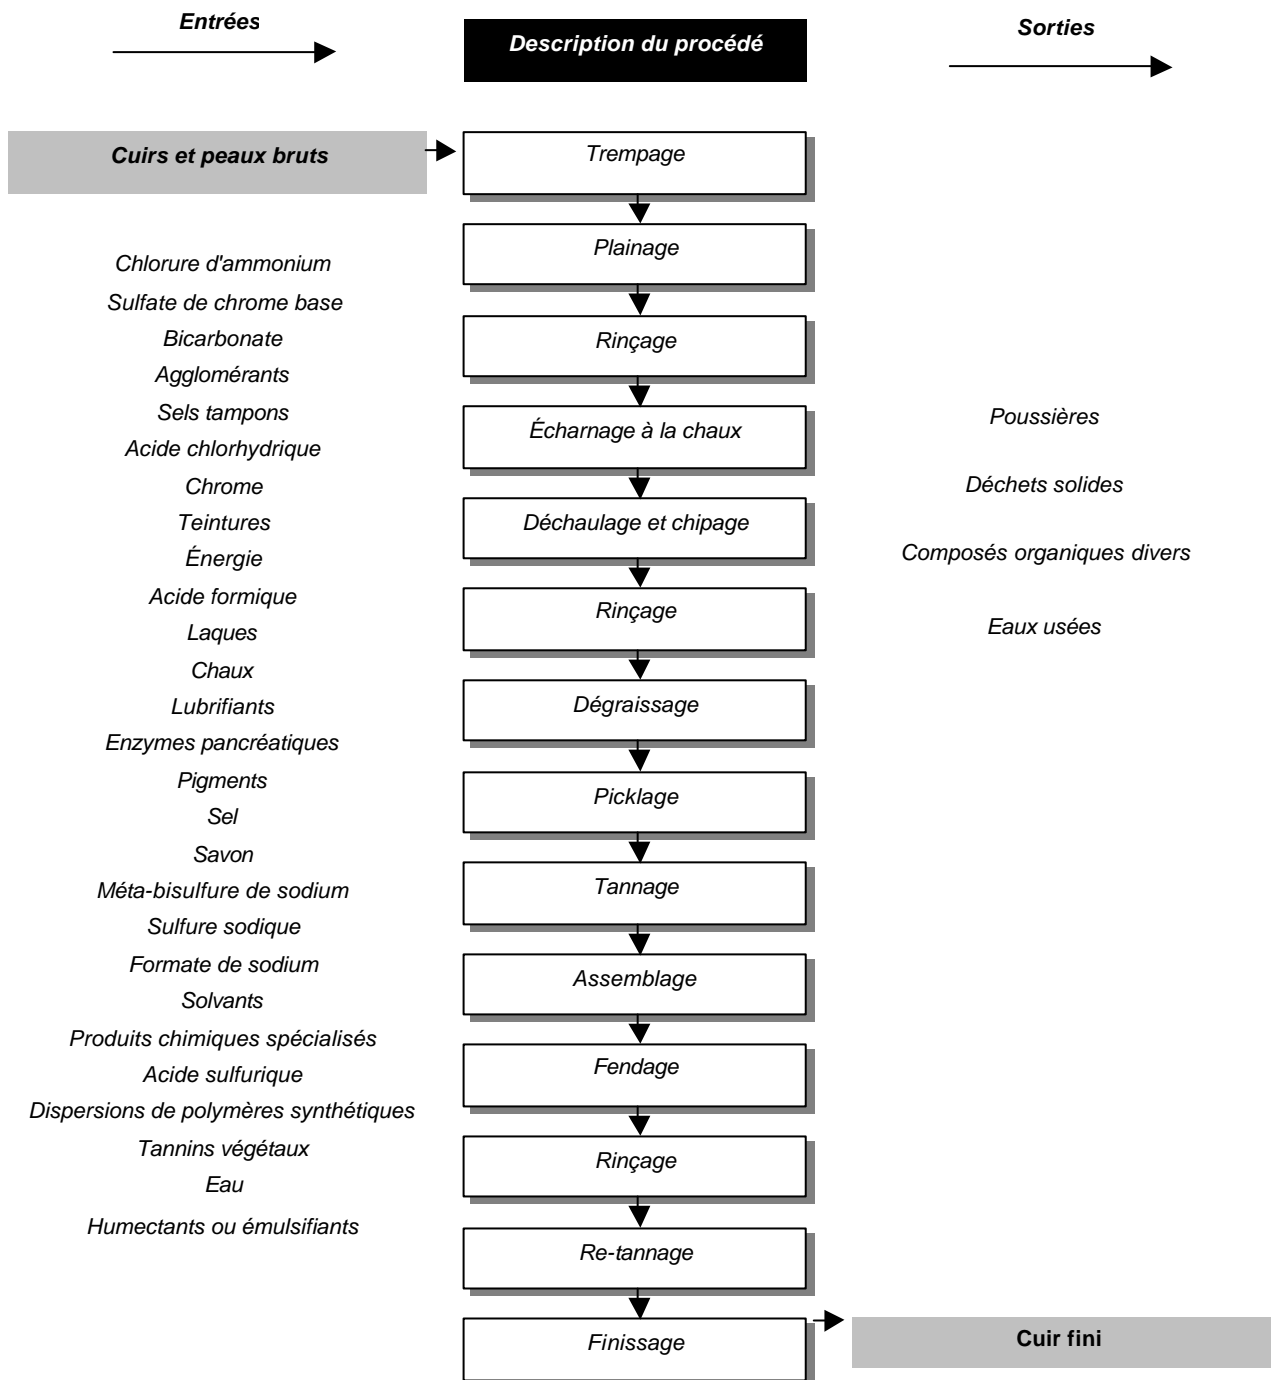 Entrées
Description du procédé
Sorties
Cuirs et peaux bruts
Trempage
Plainage
Rinçage
Écharnage à la chaux
Déchaulage et chipage
Rinçage
Dégraissage
Picklage
Tannage
Assemblage
Fendage
Rinçage
Re-tannage
Finissage
Chlorure d'ammonium
Sulfate de chrome base
Bicarbonate
Agglomérants
Sels tampons
Acide chlorhydrique
Chrome
Teintures
Énergie
Acide formique
Laques
Chaux
Lubrifiants
Enzymes pancréatiques
Pigments
Sel
Savon
Méta-bisulfure de sodium
Sulfure sodique
Formate de sodium
Solvants
Produits chimiques spécialisés
Acide sulfurique
Dispersions de polymères synthétiques
Tannins végétaux
Eau
Humectants ou émulsifiants
Poussières
Déchets solides
Composés organiques divers
Eaux usées
Cuir fini